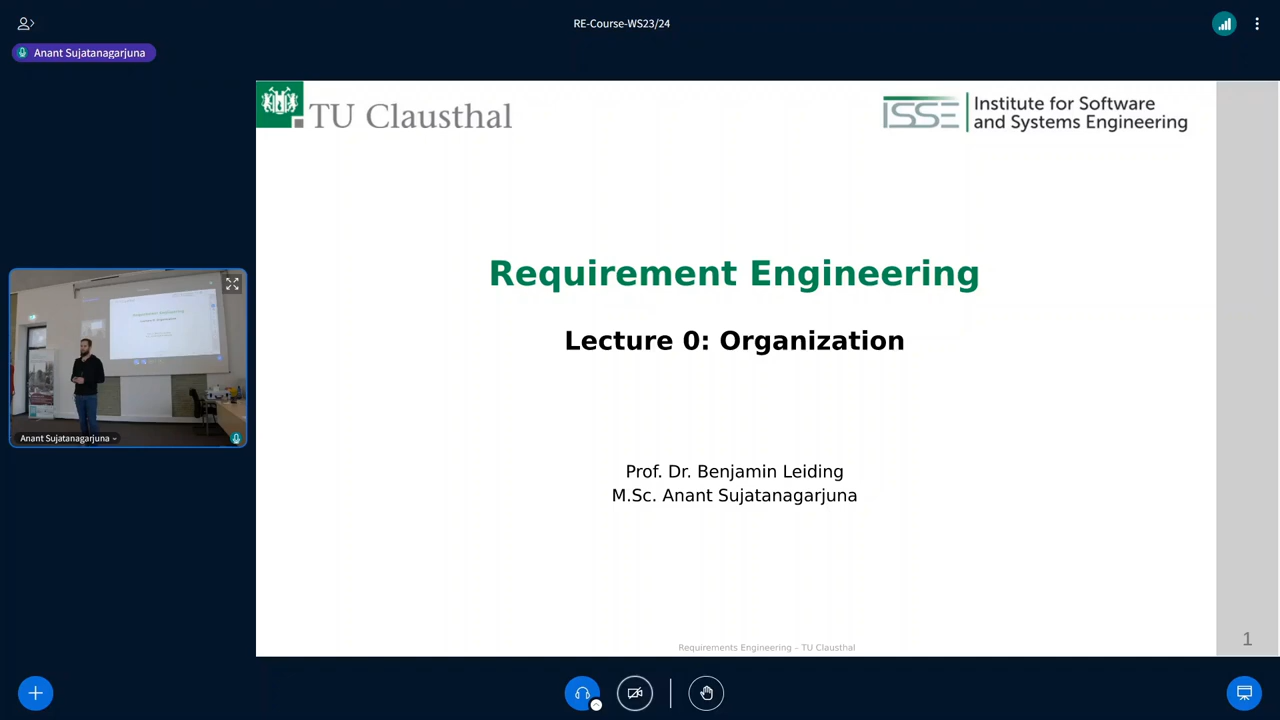 RE-Course-WS23/24
Anant Sujatanagarjuna
TU Clausthal
ISSE
Institute for Software
and Systems Engineering
Requirement Engineering
Lecture 0: Organization
Prof. Dr. Benjamin Leiding
M.Sc. Anant Sujatanagarjuna
Anant Sujatanagarjuna
Requirements Engineering – TU Clausthal
1